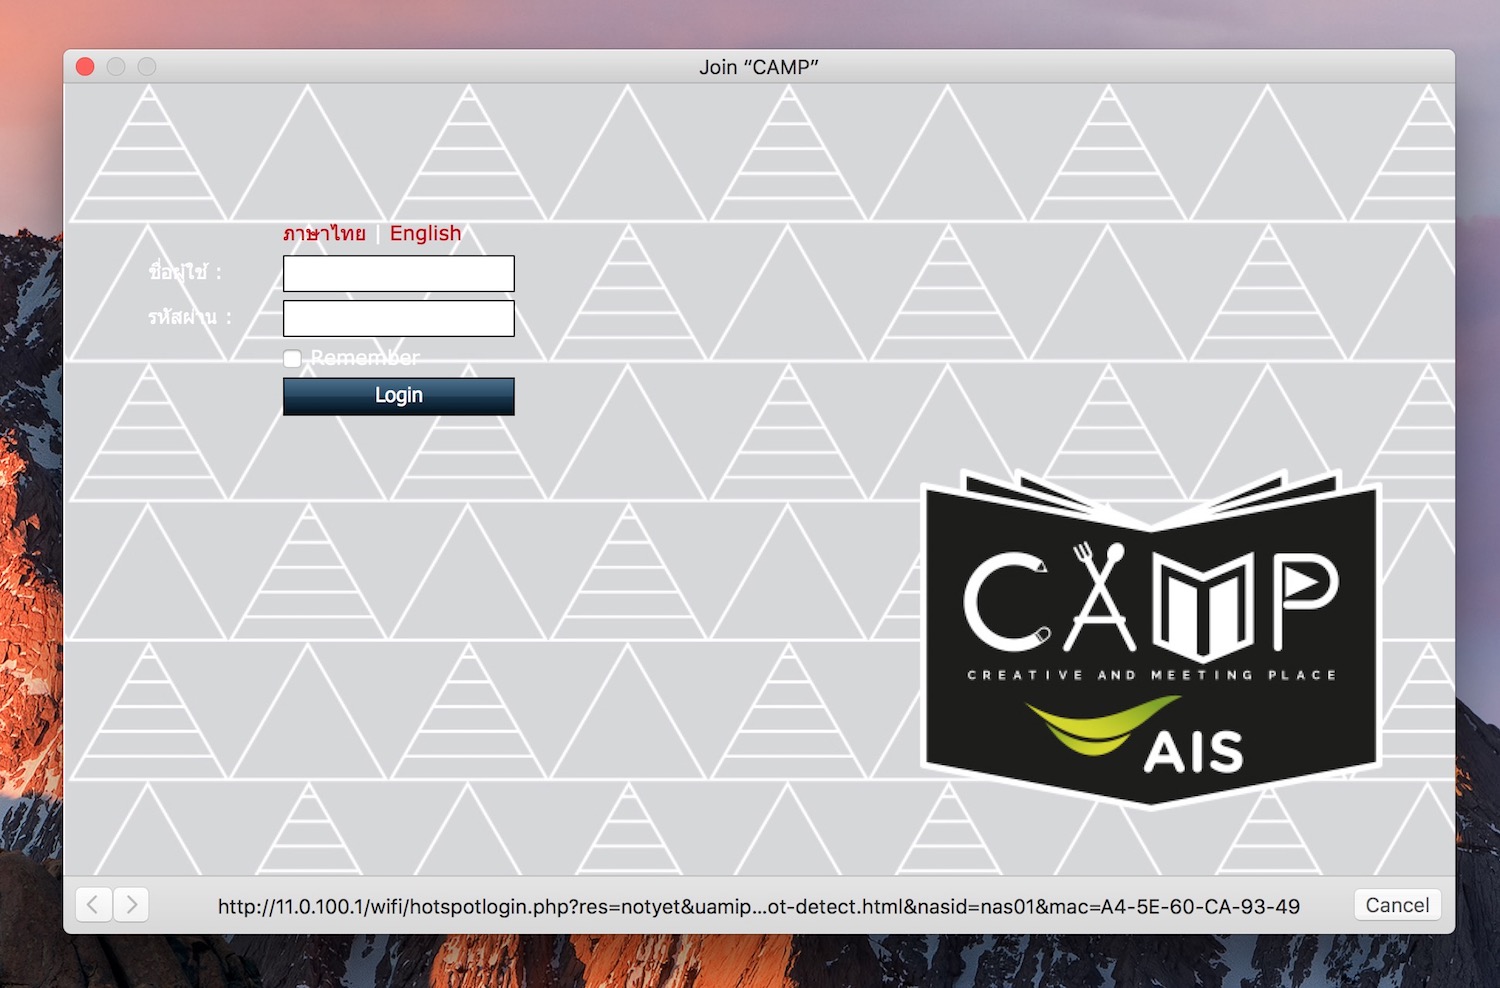 Join “CAMP”
ภาษาไทย | English
ชื่อผู้ใช้ :
รหัสผ่าน :
Remember
Login
CAMP
CREATIVE AND MEETING PLACE
AIS
http://11.0.100.1/wifi/hotspotlogin.php?res=notyet&uamip...ot-detect.html&nasid=nas01&mac=A4-5E-60-CA-93-49
Cancel